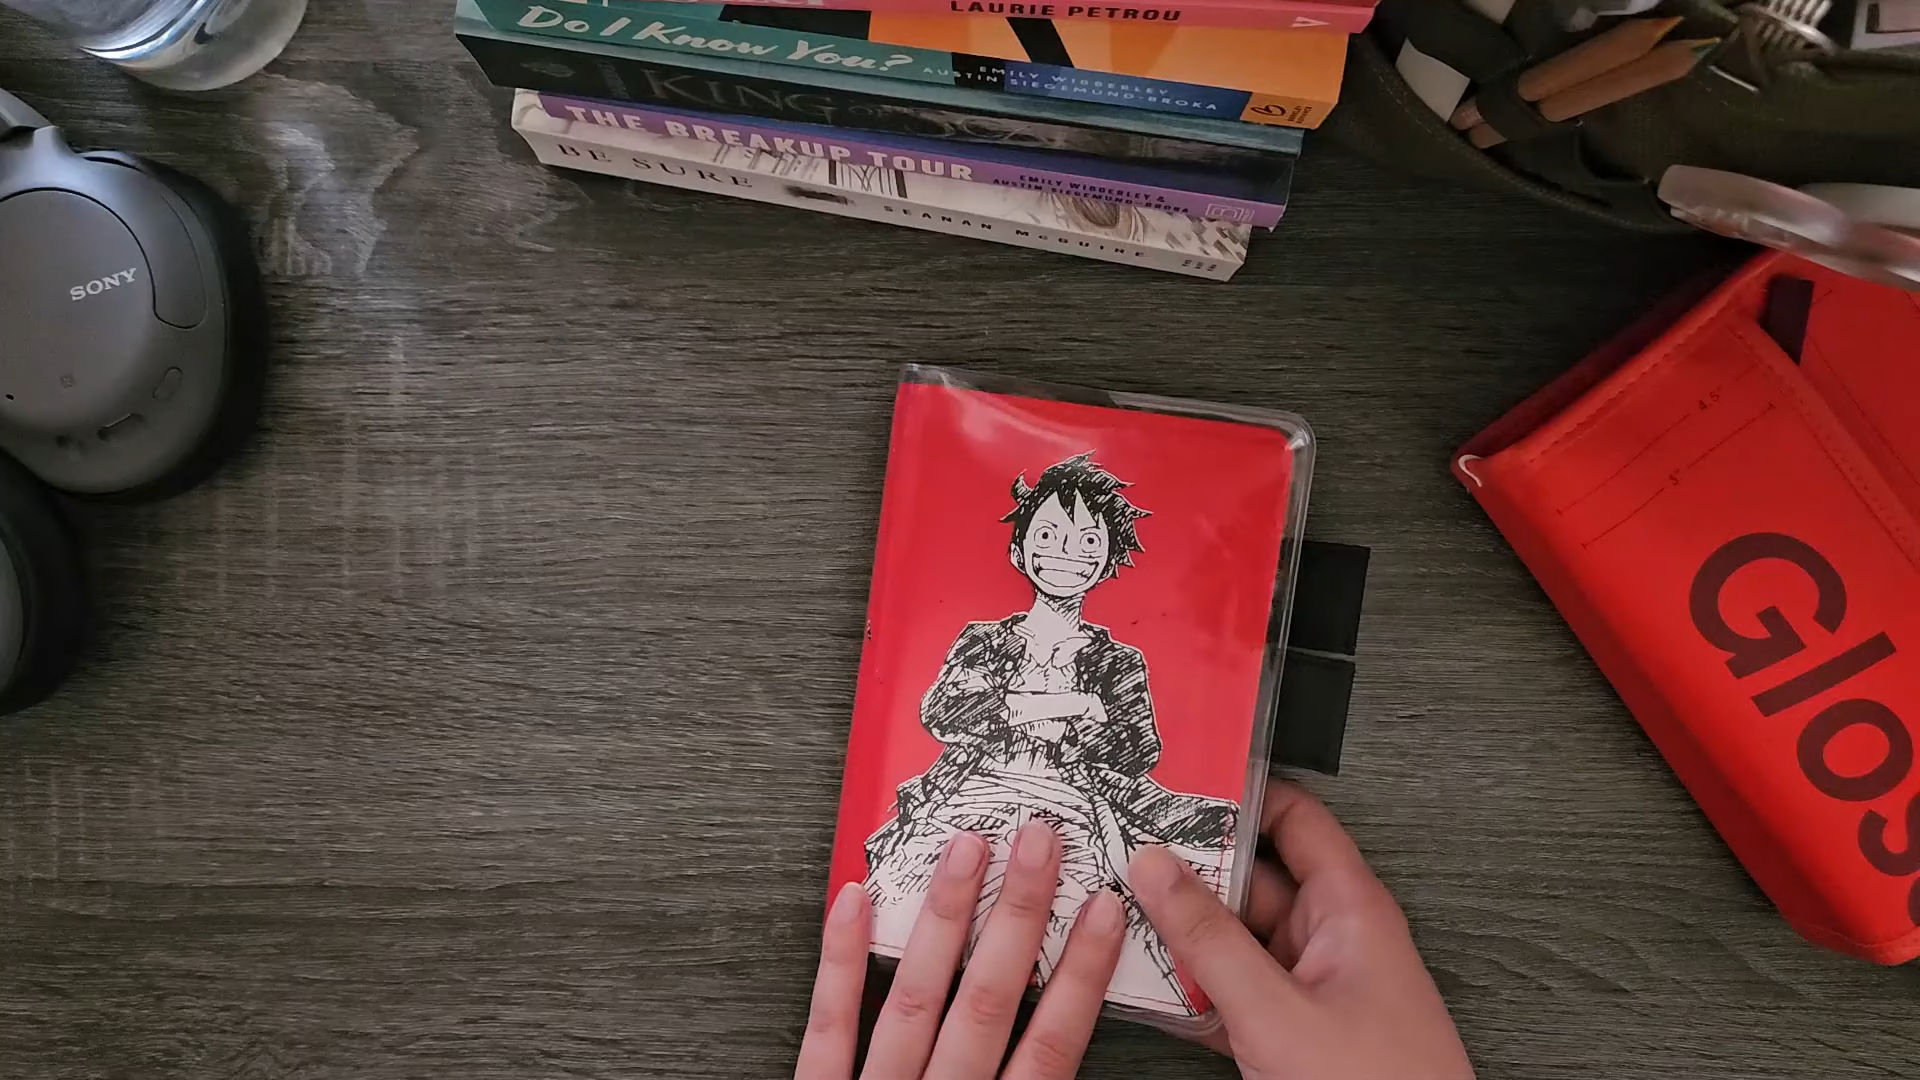 LAURIE PETROU
Do I Know You?
EMILY WIBBERLEY
AUSTIN SIEGEMUND-BROKA
KING OF
THE BREAKUP TOUR
EMILY WIBBERLEY &
AUSTIN SIEGEMUND-BROKA
BE SURE
SEANAN McGUIRE
SONY
4.5"
3"
Glos